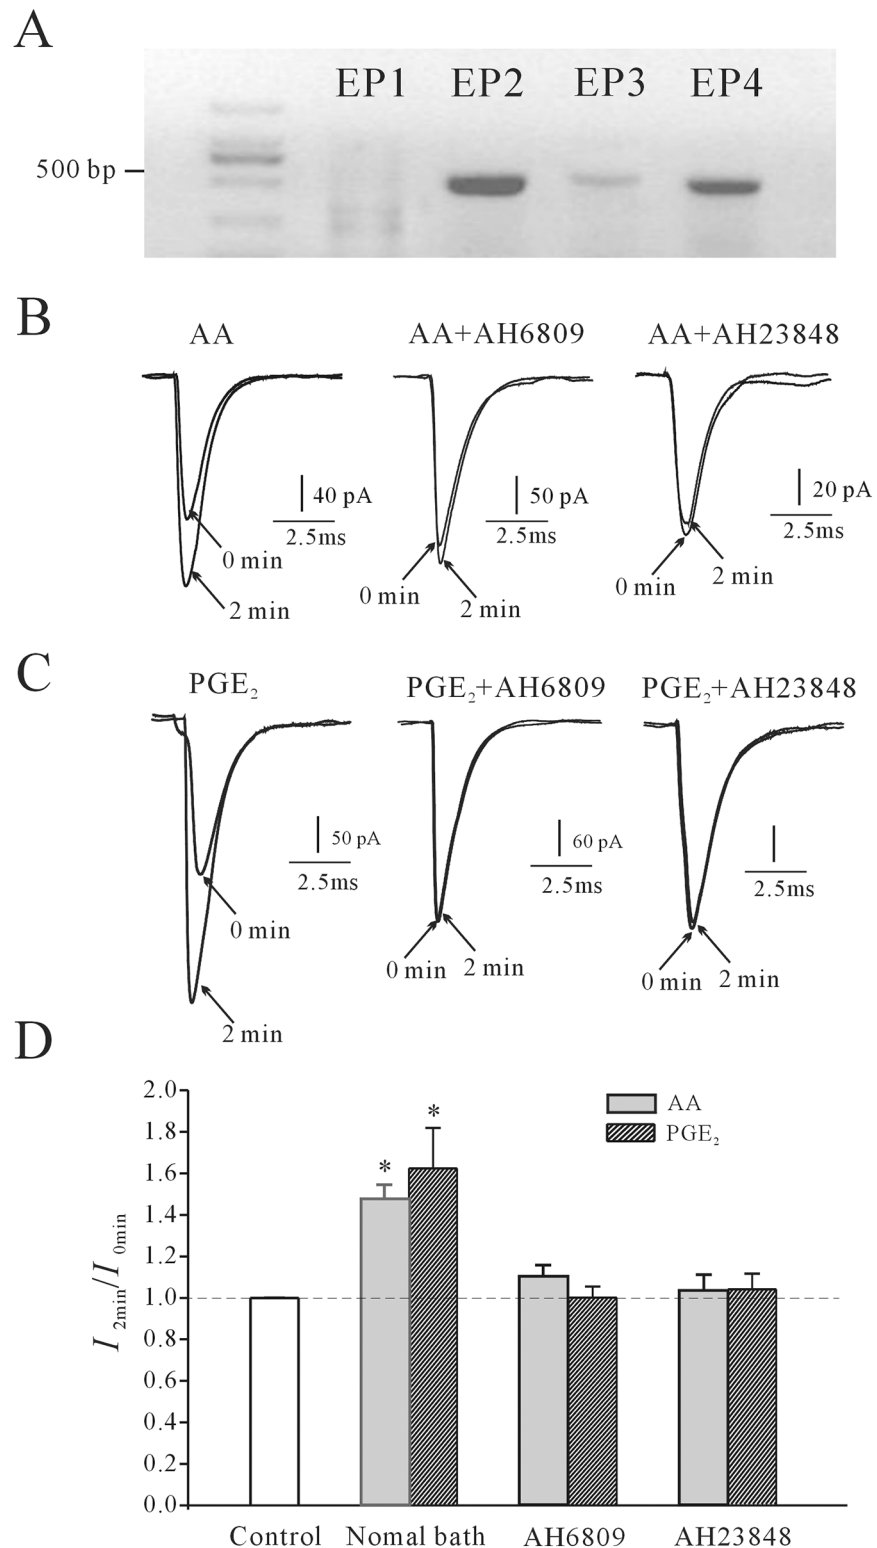 A
EP1 EP2 EP3 EP4
500 bp
B
AA AA+AH6809 AA+AH23848
40 pA 50 pA 20 pA
2.5ms 2.5ms 2.5ms
0 min 0 min 0 min 2 min
2 min 2 min
C
PGE₂ PGE₂+AH6809 PGE₂+AH23848
50 pA 60 pA
2.5ms 2.5ms 2.5ms
0 min 0 min 2 min 0 min 2 min
2 min
D
2.0
1.8
1.6
1.4
1.2
1.0
0.8
0.6
0.4
0.2
0.0
I 2min/I 0min
* *
AA
PGE₂
Control Nomal bath AH6809 AH23848